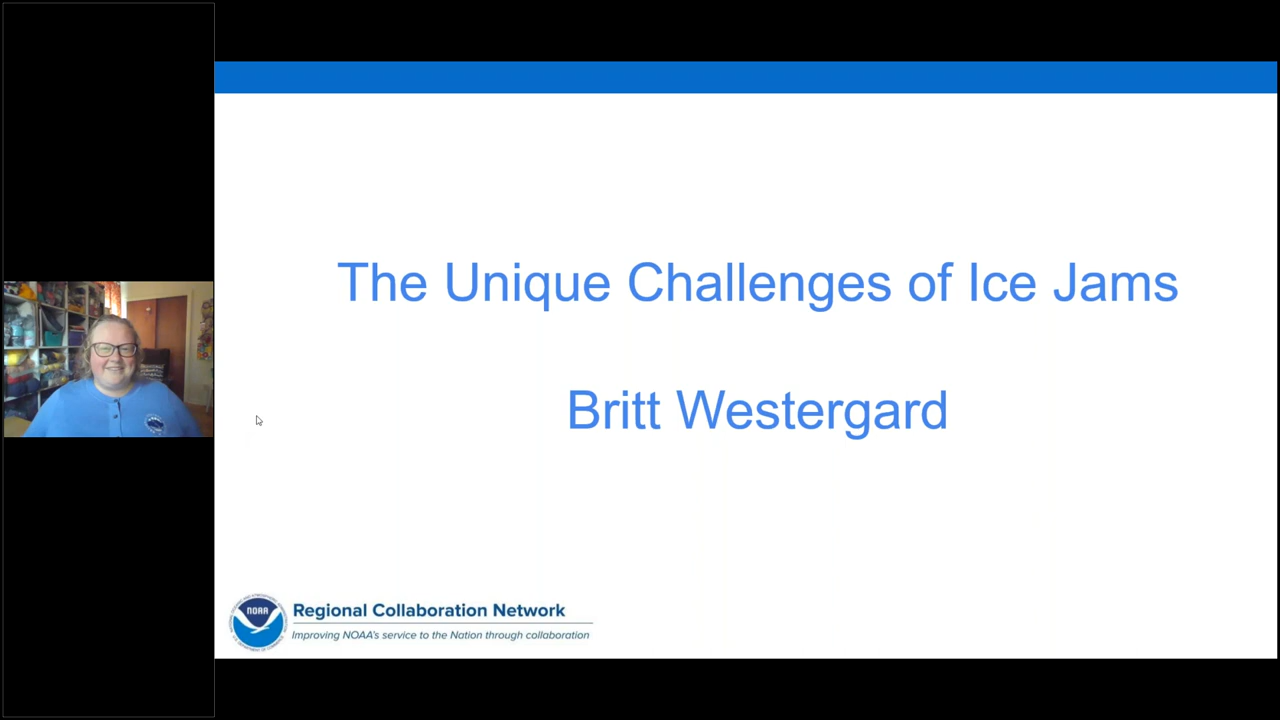 The Unique Challenges of Ice Jams
Britt Westergard
NOAA
Regional Collaboration Network
Improving NOAA's service to the Nation through collaboration